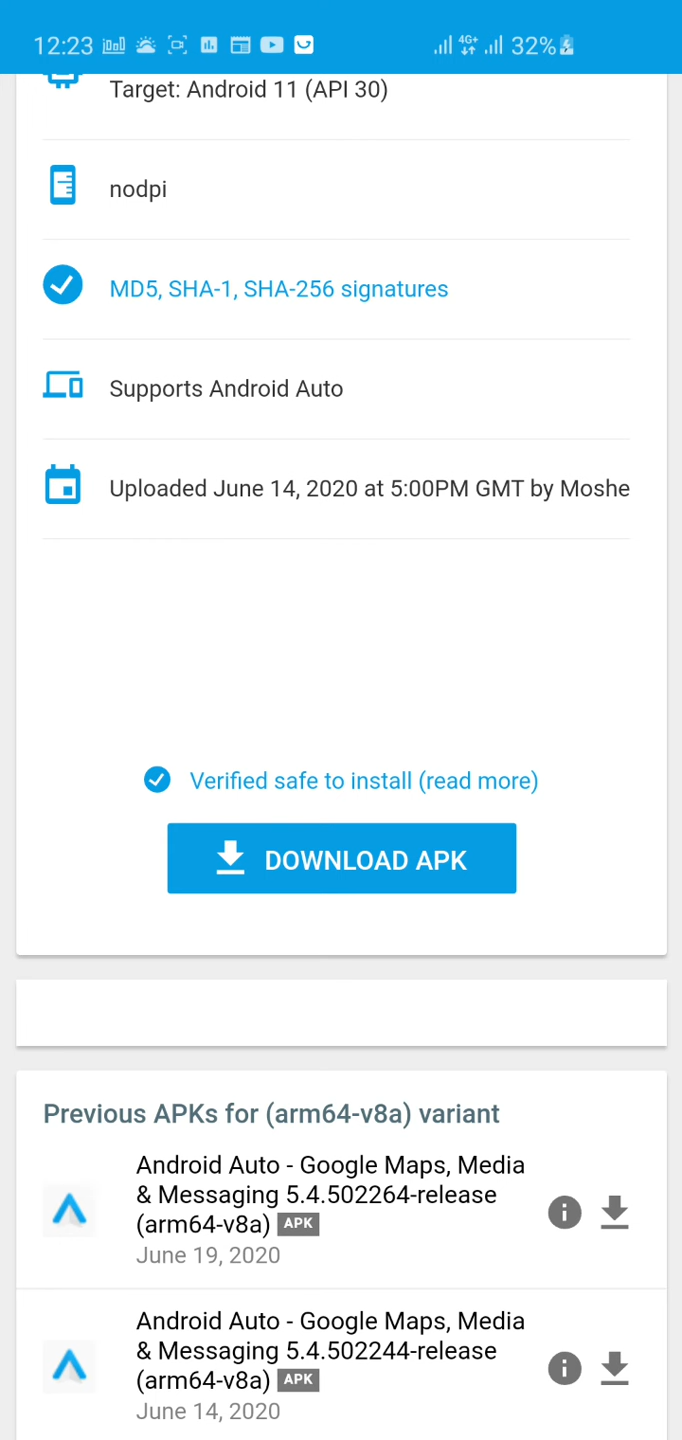 12:23
4G+
32%
Target: Android 11 (API 30)
nodpi
MD5, SHA-1, SHA-256 signatures
Supports Android Auto
Uploaded June 14, 2020 at 5:00PM GMT by Moshe
Verified safe to install (read more)
DOWNLOAD APK
Previous APKs for (arm64-v8a) variant
Android Auto - Google Maps, Media
& Messaging 5.4.502264-release
(arm64-v8a) APK
June 19, 2020
Android Auto - Google Maps, Media
& Messaging 5.4.502244-release
(arm64-v8a) APK
June 14, 2020